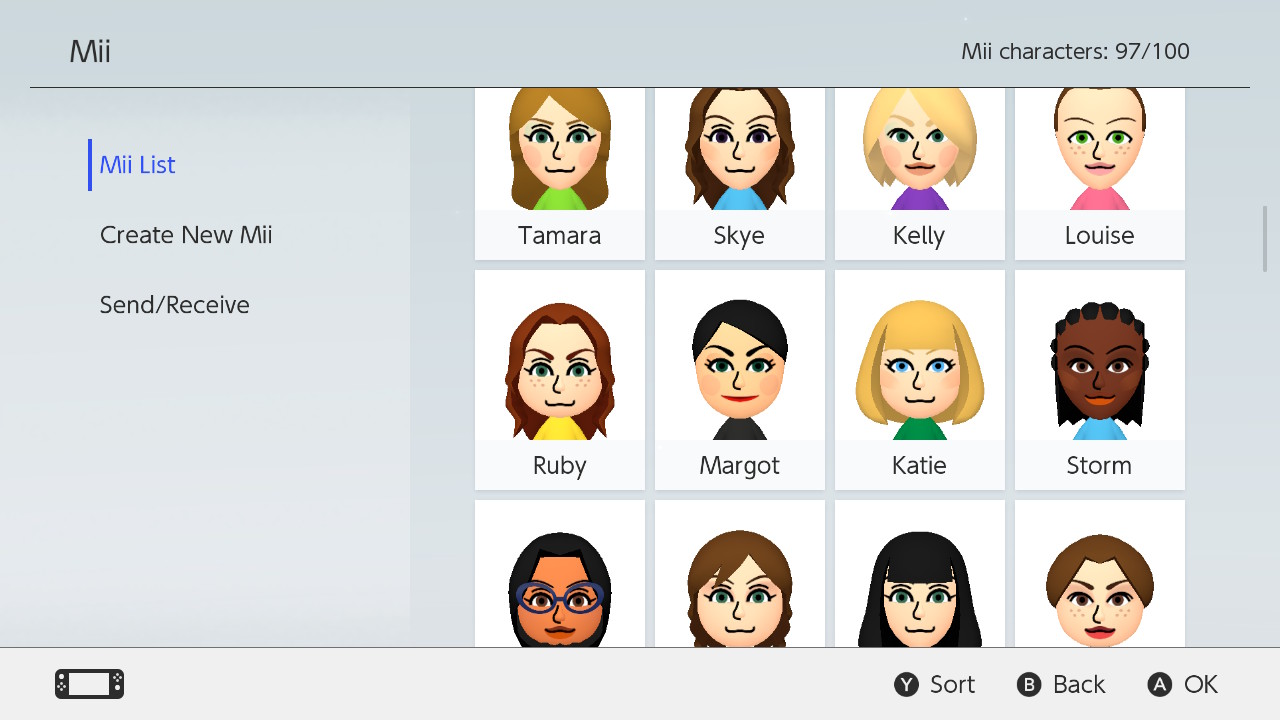 Mii
Mii characters: 97/100
Mii List
Create New Mii
Send/Receive
Tamara
Skye
Kelly
Louise
Ruby
Margot
Katie
Storm
Y Sort
B Back
A OK